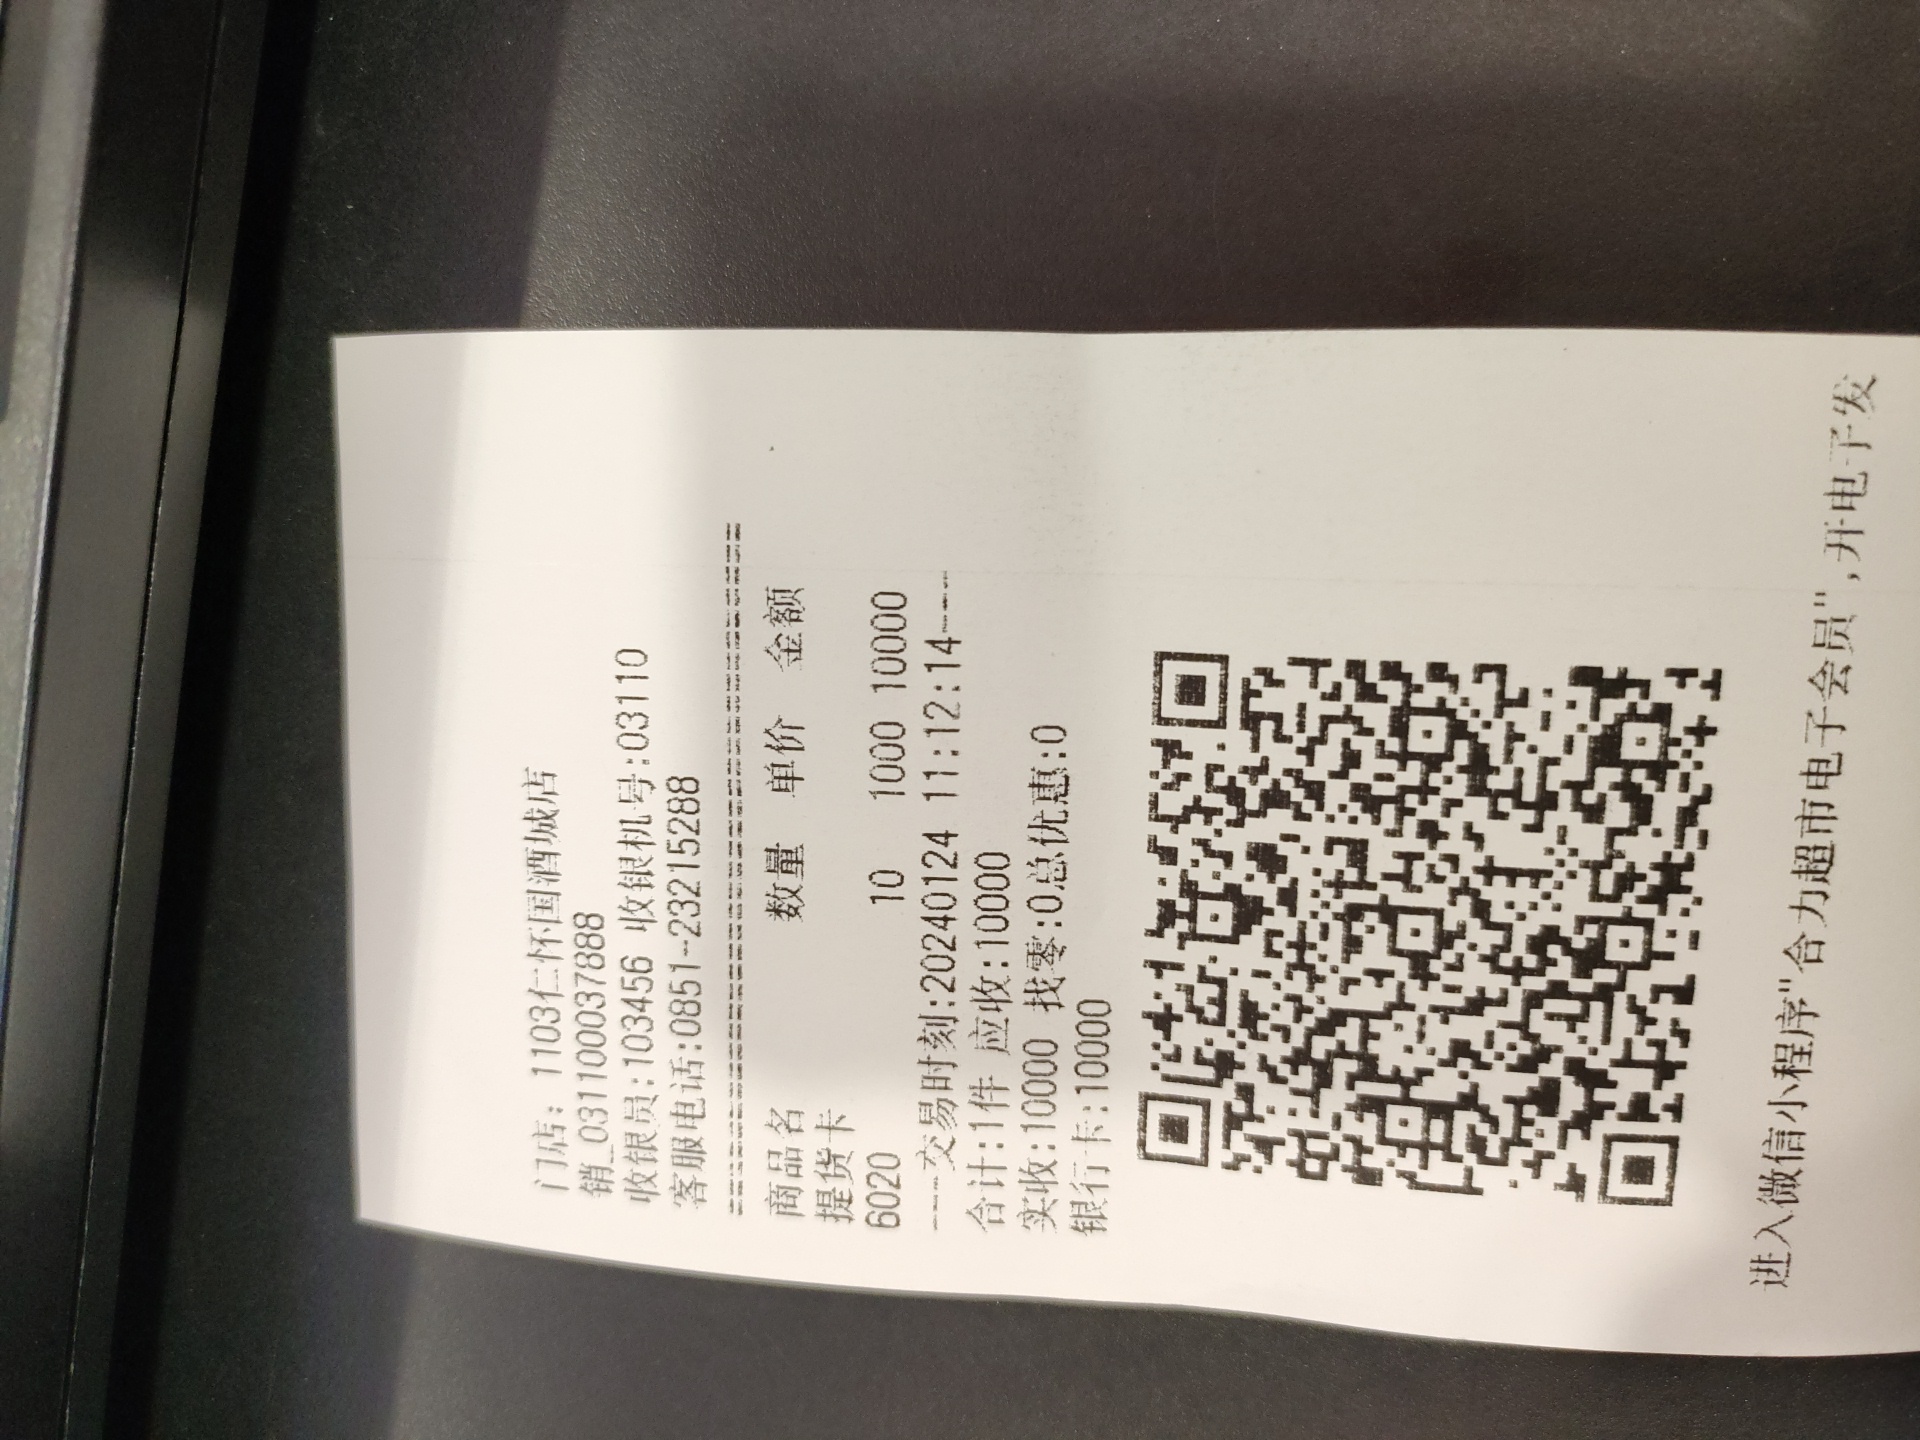 门店: 1103仁怀国酒城店
销_0311000037888
收银员:103456 收银机号:03110
客服电话:0851-23215288
商品名 数量 单价 金额
提货卡
6020 10 1000 10000
----交易时刻:20240124 11:12:14----
合计:1件 应收:10000
实收:10000 找零:0总优惠:0
银行卡:10000
进入微信小程序"合力超市电子会员",开电子发